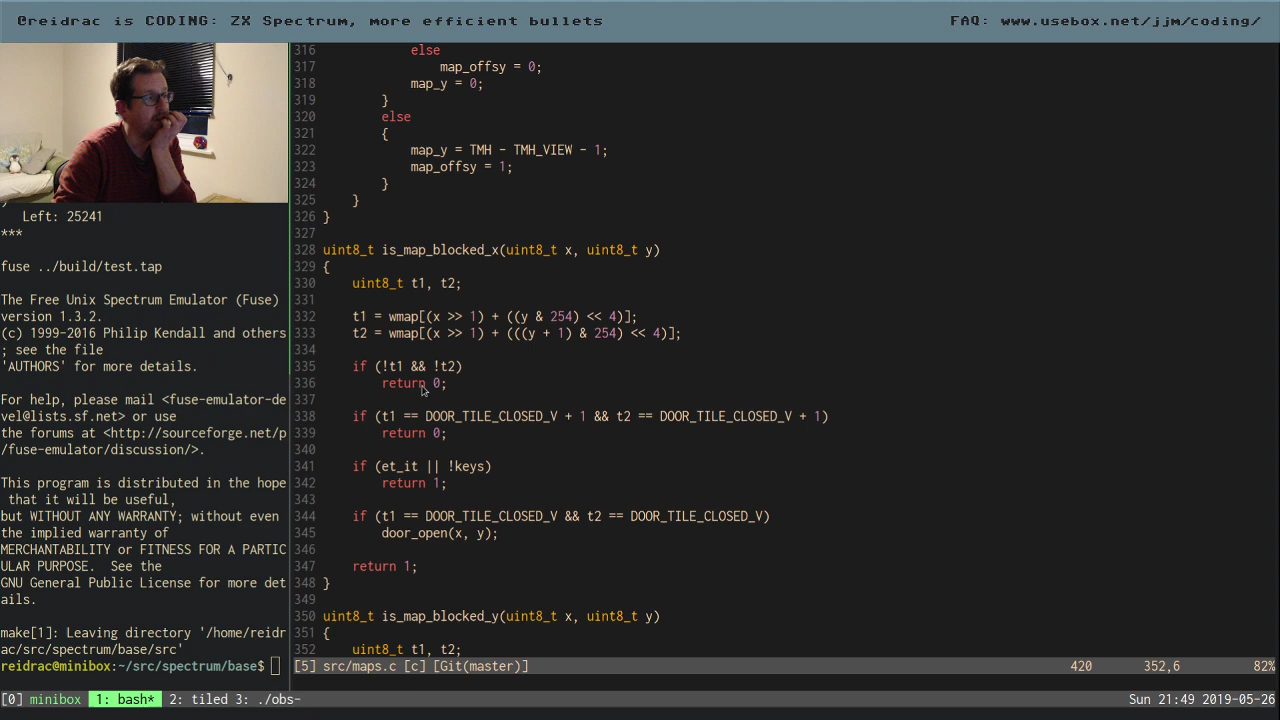 @reidrac is CODING: ZX Spectrum, more efficient bullets
FAQ: www.usebox.net/jjm/coding/
Left: 25241
***
fuse ../build/test.tap
The Free Unix Spectrum Emulator (Fuse)
version 1.3.2.
(c) 1999-2016 Philip Kendall and others
; see the file
'AUTHORS' for more details.
For help, please mail <fuse-emulator-de
vel@lists.sf.net> or use
the forums at <http://sourceforge.net/p
/fuse-emulator/discussion/>.
This program is distributed in the hope
 that it will be useful,
but WITHOUT ANY WARRANTY; without even
the implied warranty of
MERCHANTABILITY or FITNESS FOR A PARTIC
ULAR PURPOSE.  See the
GNU General Public License for more det
ails.
make[1]: Leaving directory '/home/reidr
ac/src/spectrum/base/src'
reidrac@minibox:~/src/spectrum/base$
316             else
317                 map_offsy = 0;
318             map_y = 0;
319         }
320         else
321         {
322             map_y = TMH - TMH_VIEW - 1;
323             map_offsy = 1;
324         }
325     }
326 }
327
328 uint8_t is_map_blocked_x(uint8_t x, uint8_t y)
329 {
330     uint8_t t1, t2;
331
332     t1 = wmap[(x >> 1) + ((y & 254) << 4)];
333     t2 = wmap[(x >> 1) + (((y + 1) & 254) << 4)];
334
335     if (!t1 && !t2)
336         return 0;
337
338     if (t1 == DOOR_TILE_CLOSED_V + 1 && t2 == DOOR_TILE_CLOSED_V + 1)
339         return 0;
340
341     if (et_it || !keys)
342         return 1;
343
344     if (t1 == DOOR_TILE_CLOSED_V && t2 == DOOR_TILE_CLOSED_V)
345         door_open(x, y);
346
347     return 1;
348 }
349
350 uint8_t is_map_blocked_y(uint8_t x, uint8_t y)
351 {
352     uint8_t t1, t2;
[5] src/maps.c [c] [Git(master)] 420 352,6 82%
[0] minibox 1: bash* 2: tiled 3: ./obs- Sun 21:49 2019-05-26